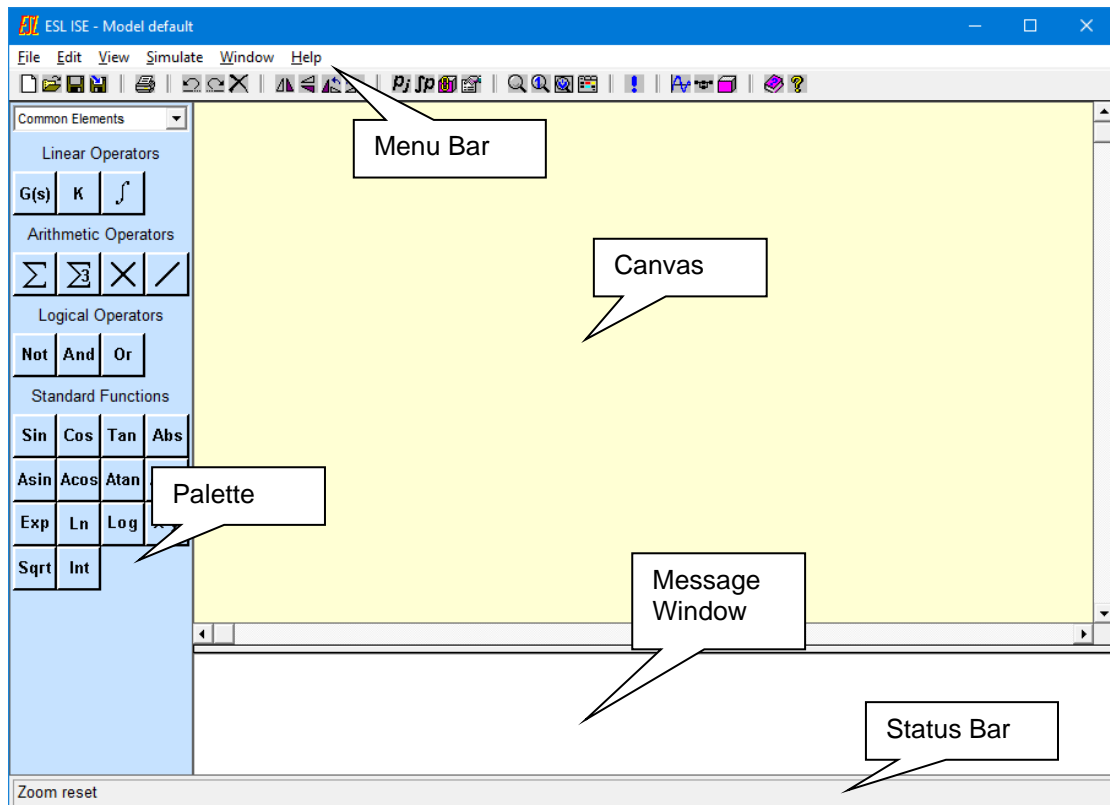 ESL ISE - Model default
File Edit View Simulate Window Help
Pj ∫p
Menu Bar
Common Elements
Linear Operators
G(s) K ∫
Arithmetic Operators
Σ Σ3 × /
Logical Operators
Not And Or
Standard Functions
Sin Cos Tan Abs
Asin Acos Atan
Exp Ln Log
Sqrt Int
Canvas
Palette
Message
Window
Status Bar
Zoom reset